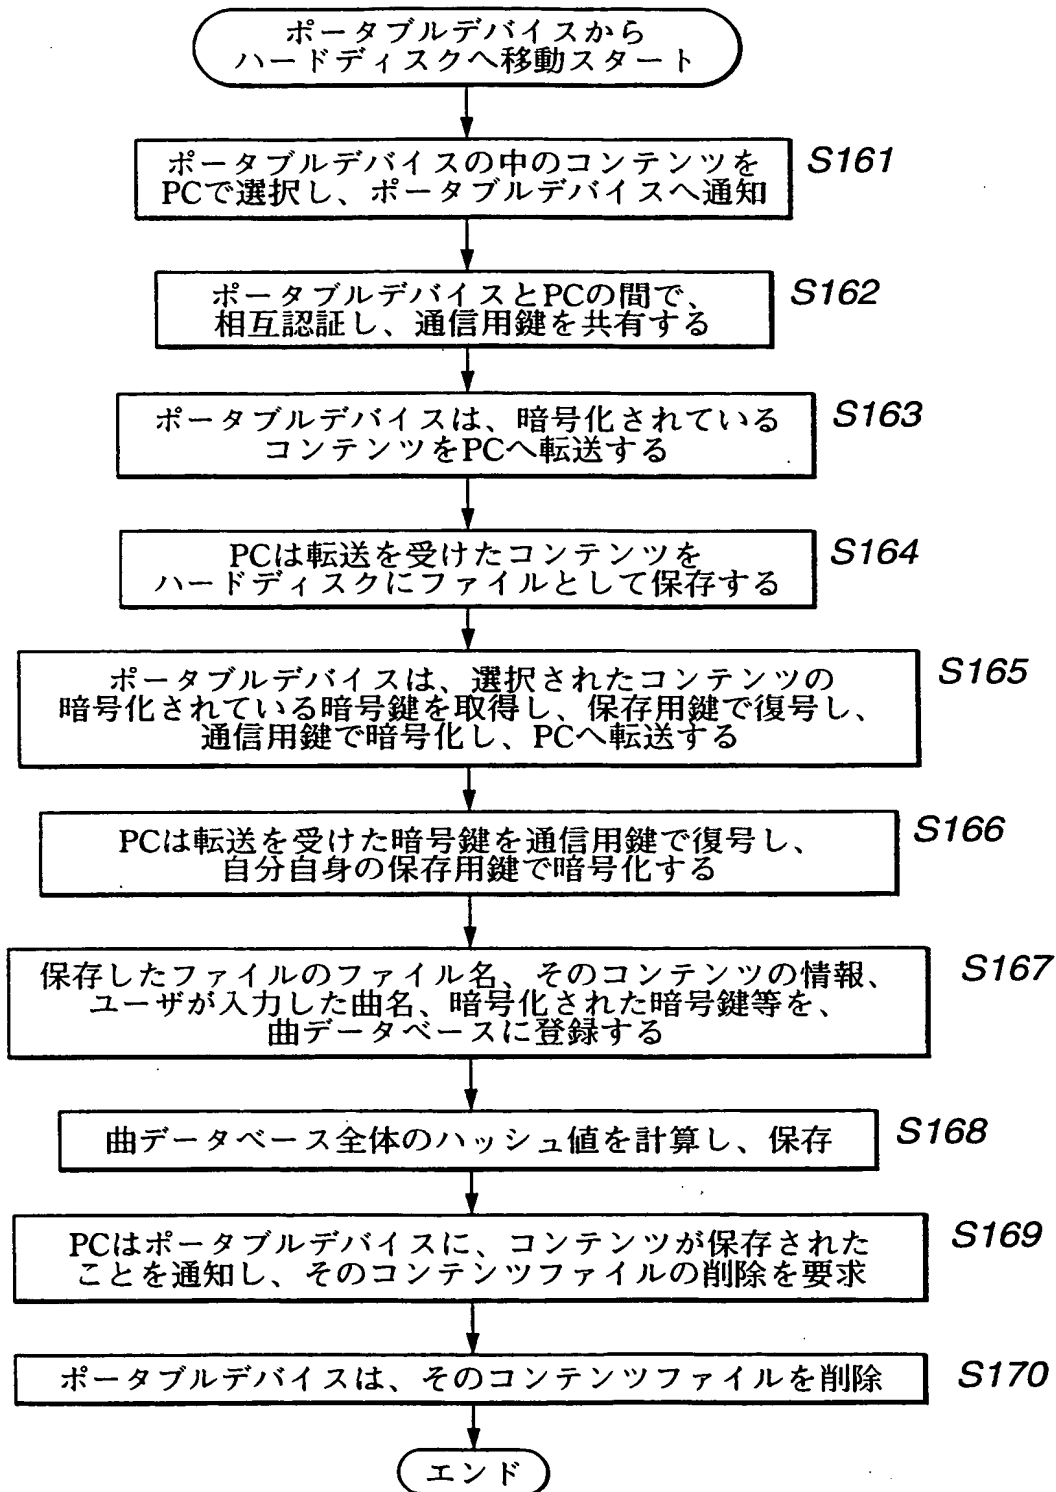 ポータブルデバイスから
ハードディスクへ移動スタート
ポータブルデバイスの中のコンテンツを
PCで選択し、ポータブルデバイスへ通知
S161
ポータブルデバイスとPCの間で、
相互認証し、通信用鍵を共有する
S162
ポータブルデバイスは、暗号化されている
コンテンツをPCへ転送する
S163
PCは転送を受けたコンテンツを
ハードディスクにファイルとして保存する
S164
ポータブルデバイスは、選択されたコンテンツの
暗号化されている暗号鍵を取得し、保存用鍵で復号し、
通信用鍵で暗号化し、PCへ転送する
S165
PCは転送を受けた暗号鍵を通信用鍵で復号し、
自分自身の保存用鍵で暗号化する
S166
保存したファイルのファイル名、そのコンテンツの情報、
ユーザが入力した曲名、暗号化された暗号鍵等を、
曲データベースに登録する
S167
曲データベース全体のハッシュ値を計算し、保存
S168
PCはポータブルデバイスに、コンテンツが保存された
ことを通知し、そのコンテンツファイルの削除を要求
S169
ポータブルデバイスは、そのコンテンツファイルを削除
S170
エンド